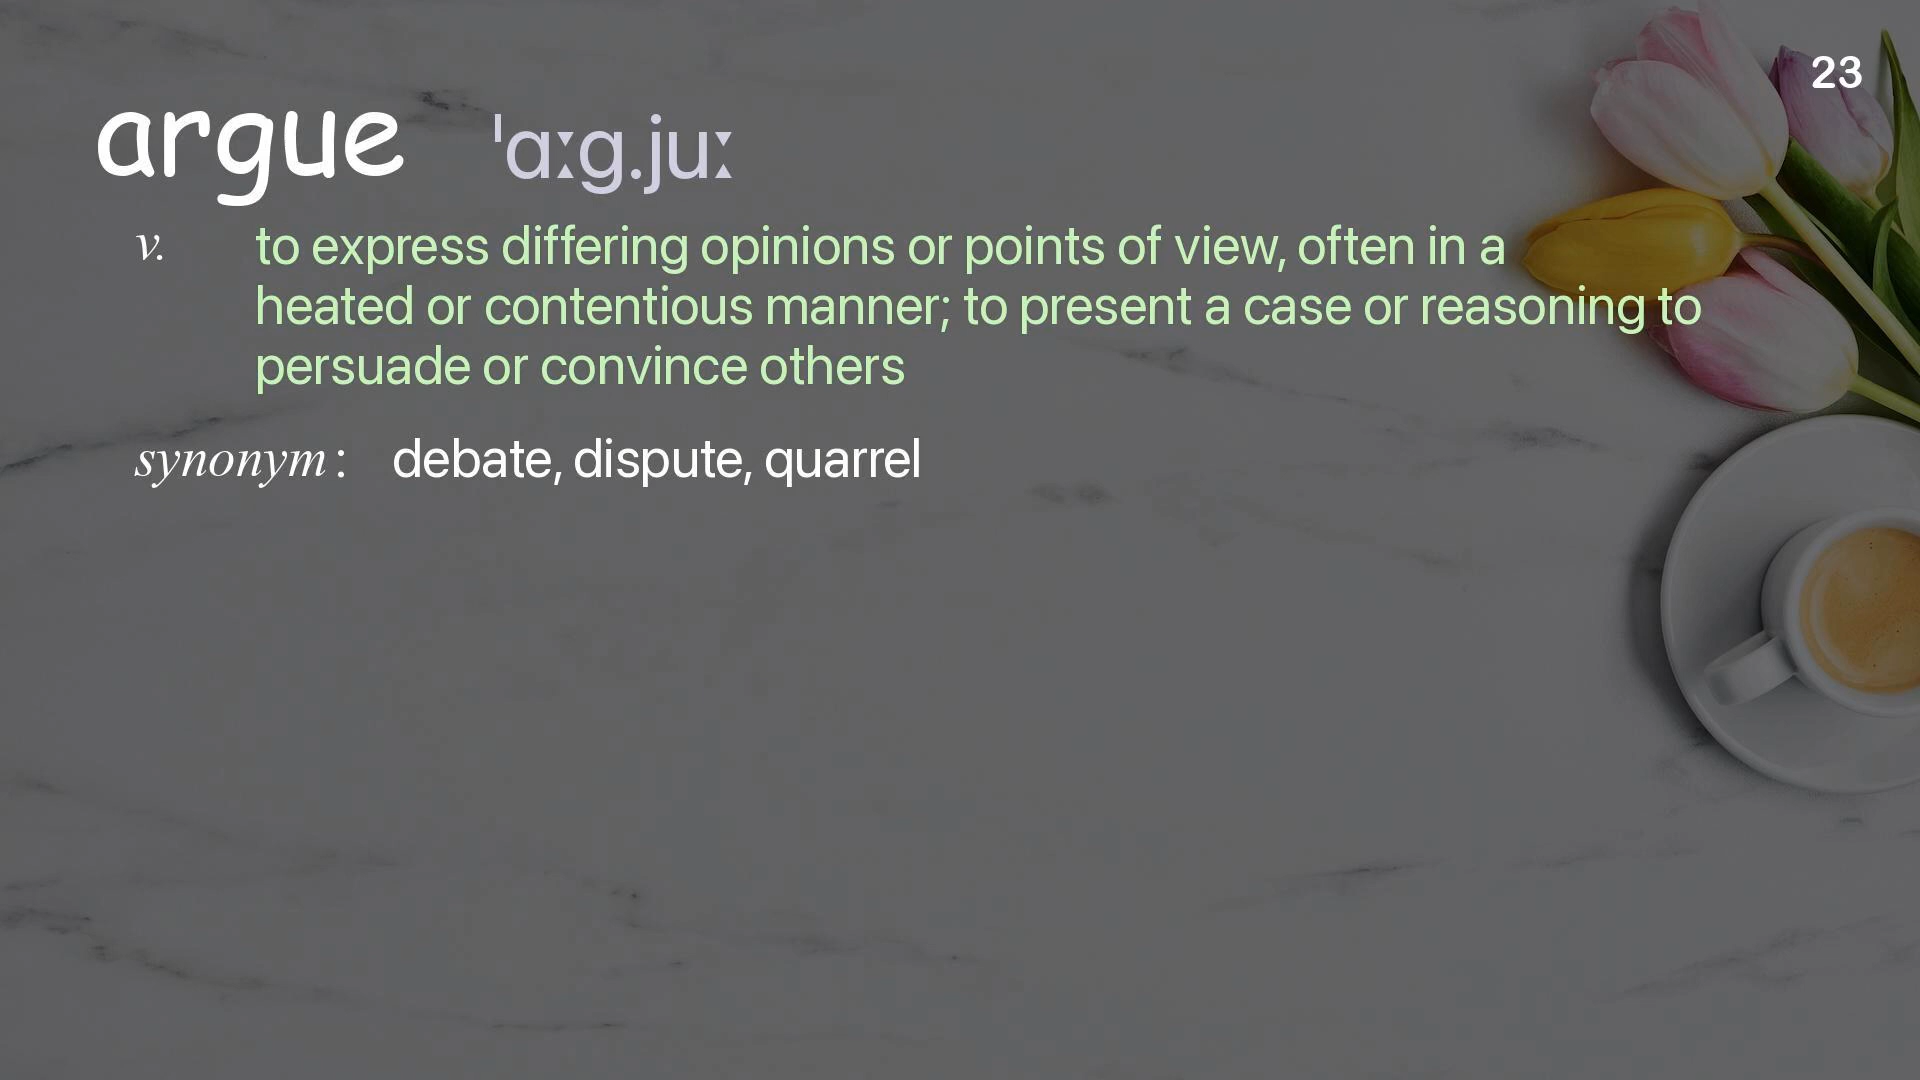 23
argue ˈɑːg.juː
v. to express differing opinions or points of view, often in a
heated or contentious manner; to present a case or reasoning to
persuade or convince others
synonym : debate, dispute, quarrel